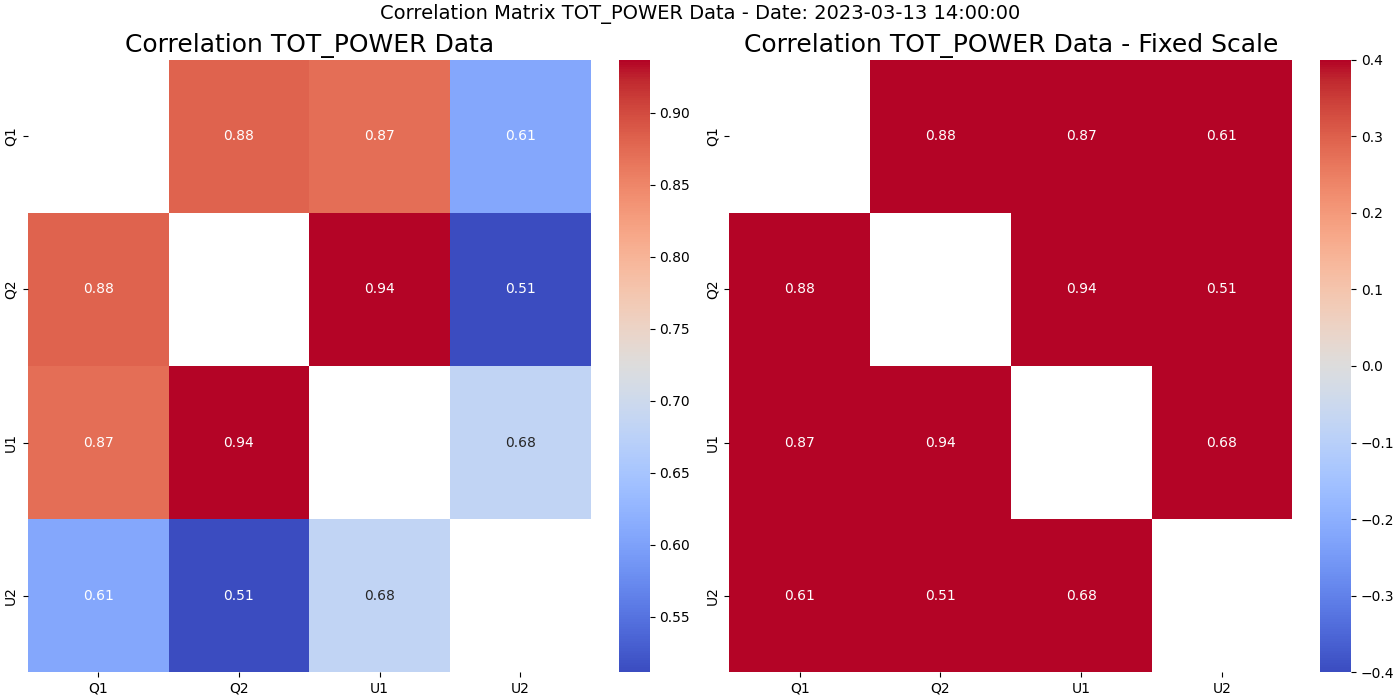 Correlation Matrix TOT_POWER Data - Date: 2023-03-13 14:00:00
Correlation TOT_POWER Data
Q1 0.88 0.87 0.61
Q2 0.88 0.94 0.51
U1 0.87 0.94 0.68
U2 0.61 0.51 0.68
Q1 Q2 U1 U2
0.90
0.85
0.80
0.75
0.70
0.65
0.60
0.55
Correlation TOT_POWER Data - Fixed Scale
Q1 0.88 0.87 0.61
Q2 0.88 0.94 0.51
U1 0.87 0.94 0.68
U2 0.61 0.51 0.68
Q1 Q2 U1 U2
0.4
0.3
0.2
0.1
0.0
−0.1
−0.2
−0.3
−0.4